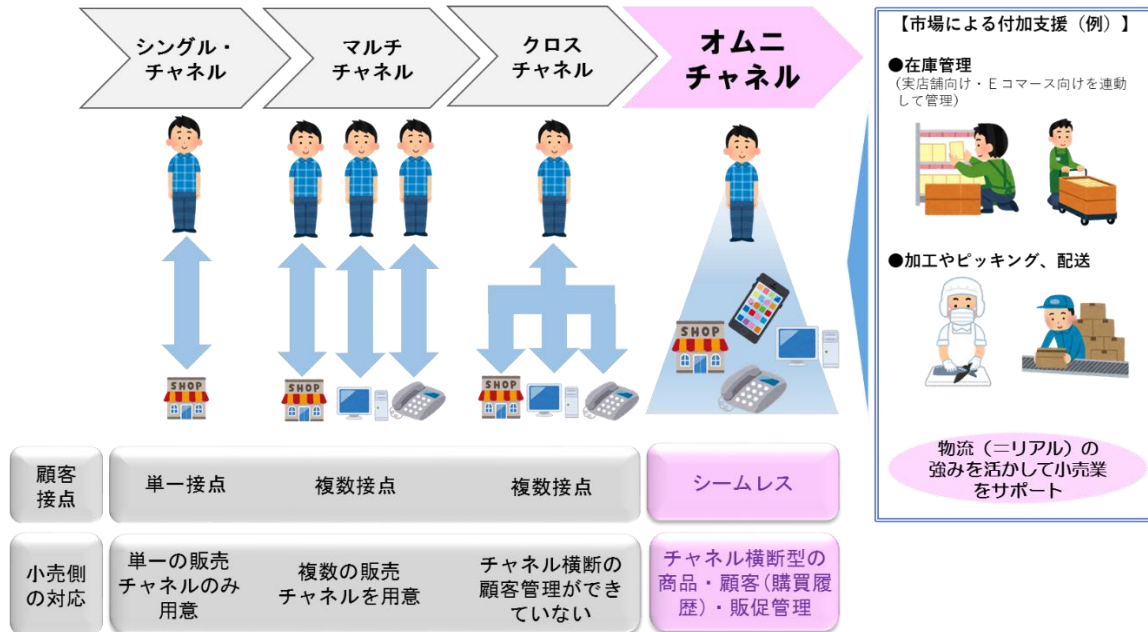 シングル・
チャネル
マルチ
チャネル
クロス
チャネル
オムニ
チャネル
SHOP
SHOP
SHOP
SHOP
顧客
接点
単一接点
複数接点
複数接点
シームレス
小売側
の対応
単一の販売
チャネルのみ
用意
複数の販売
チャネルを用意
チャネル横断の
顧客管理ができ
ていない
チャネル横断型の
商品・顧客(購買履
歴)・販促管理
【市場による付加支援（例）】
●在庫管理
（実店舗向け・Ｅコマース向けを連動
して管理）
●加工やピッキング、配送
物流（＝リアル）の
強みを活かして小売業
をサポート